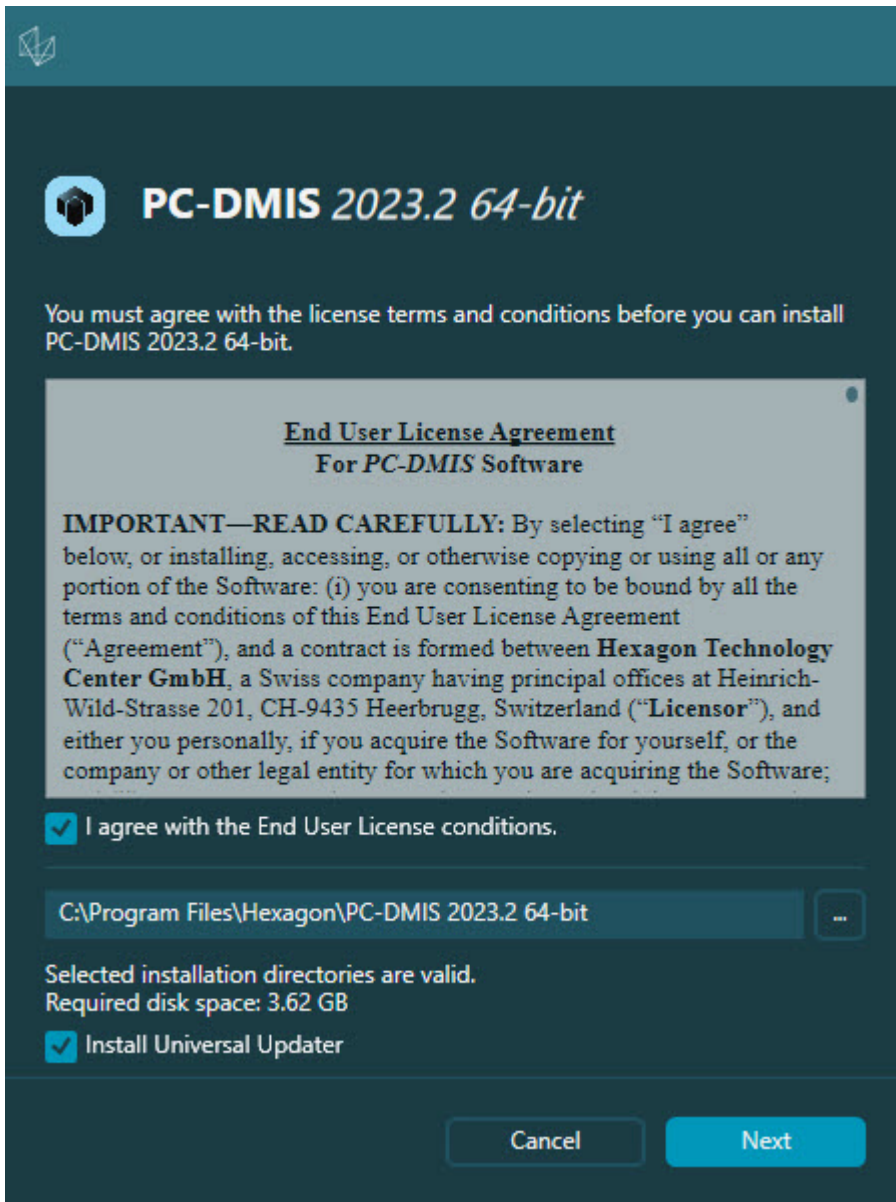 PC-DMIS 2023.2 64-bit
You must agree with the license terms and conditions before you can install
PC-DMIS 2023.2 64-bit.
End User License Agreement
For PC-DMIS Software
IMPORTANT—READ CAREFULLY: By selecting “I agree”
below, or installing, accessing, or otherwise copying or using all or any
portion of the Software: (i) you are consenting to be bound by all the
terms and conditions of this End User License Agreement
(“Agreement”), and a contract is formed between Hexagon Technology
Center GmbH, a Swiss company having principal offices at Heinrich-
Wild-Strasse 201, CH-9435 Heerbrugg, Switzerland (“Licensor”), and
either you personally, if you acquire the Software for yourself, or the
company or other legal entity for which you are acquiring the Software;
I agree with the End User License conditions.
C:\Program Files\Hexagon\PC-DMIS 2023.2 64-bit
...
Selected installation directories are valid.
Required disk space: 3.62 GB
Install Universal Updater
Cancel
Next